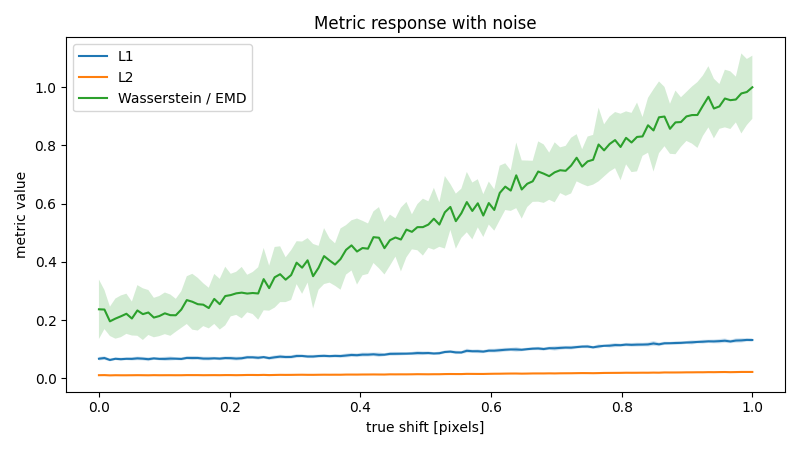 Metric response with noise
L1
L2
Wasserstein / EMD
metric value
1.0
0.8
0.6
0.4
0.2
0.0
0.0 0.2 0.4 0.6 0.8 1.0
true shift [pixels]